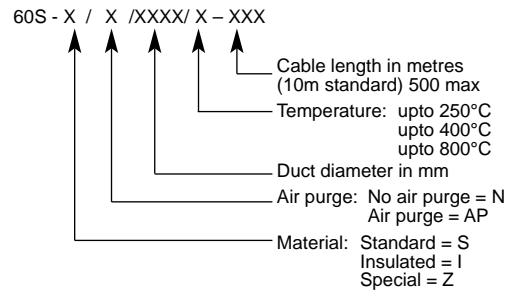 60S - X / X /XXXX/ X – XXX
Cable length in metres
(10m standard) 500 max
Temperature: upto 250°C
upto 400°C
upto 800°C
Duct diameter in mm
Air purge: No air purge = N
Air purge = AP
Material: Standard = S
Insulated = I
Special = Z